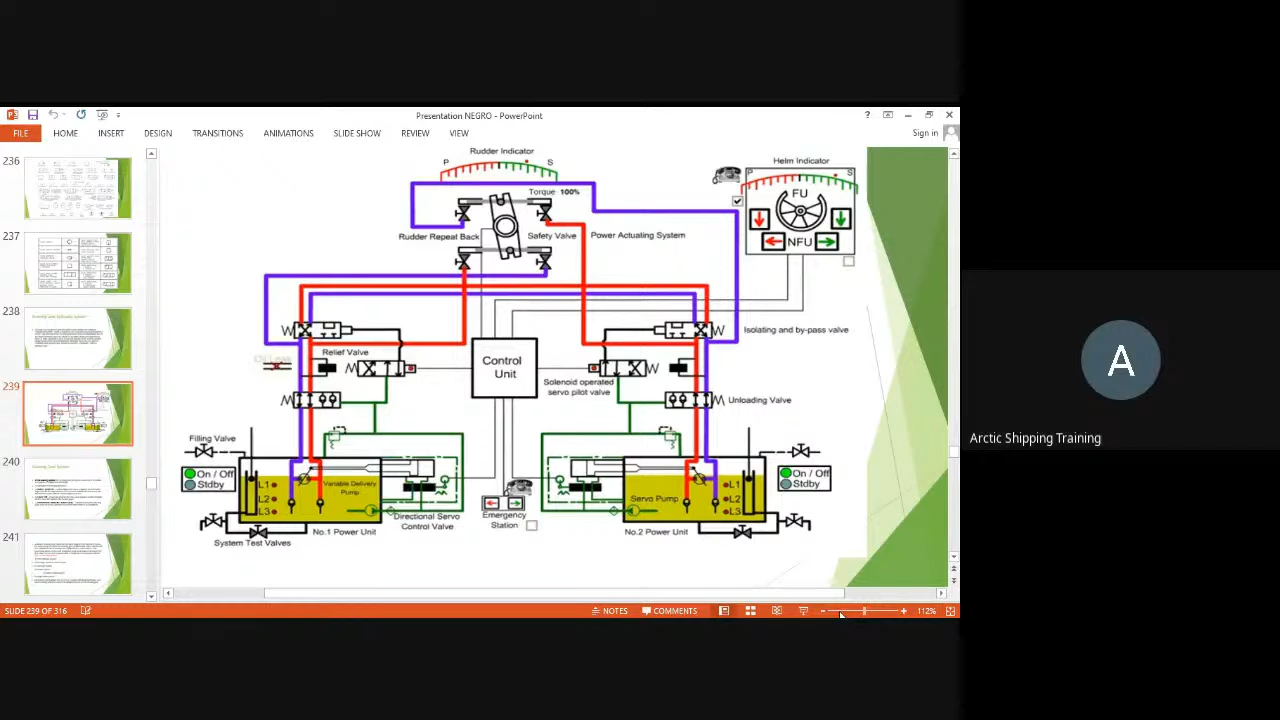 Presentation NEGRO - PowerPoint
Sign in
FILE HOME INSERT DESIGN TRANSITIONS ANIMATIONS SLIDE SHOW REVIEW VIEW
236
237
238
239
240
241
Rudder Indicator
P S
Torque 100%
Rudder Repeat Back
Safety Valve
Power Actuating System
Helm Indicator
P S
FU
NFU
Isolating and by-pass valve
Relief Valve
Control
Unit
Solenoid operated
servo pilot valve
Unloading Valve
Filling Valve
On / Off
Stdby
L1
L2
L3
Variable Delivery
Pump
Directional Servo
Control Valve
No.1 Power Unit
System Test Valves
Emergency
Station
Servo Pump
L1
L2
L3
No.2 Power Unit
On / Off
Stdby
SLIDE 239 OF 316
NOTES
COMMENTS
112%
A
Arctic Shipping Training